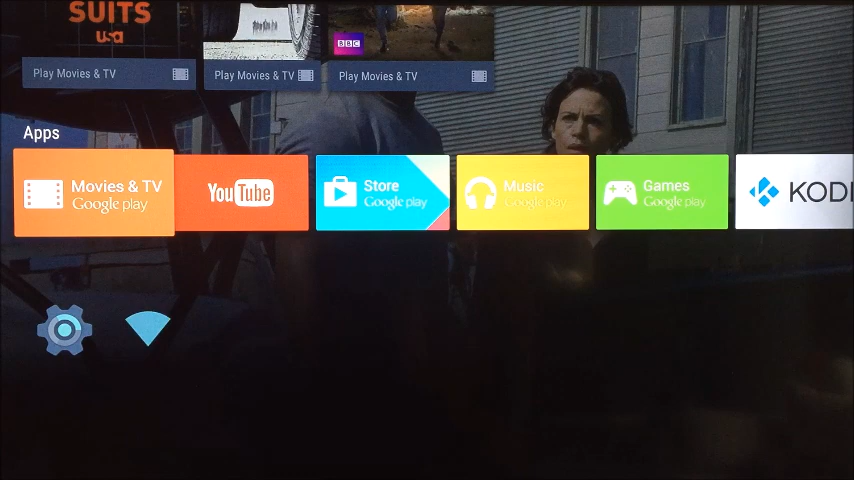 SUITS
usa
BBC
Play Movies & TV
Play Movies & TV
Play Movies & TV
Apps
Movies & TV
Google play
YouTube
Store
Google play
Music
Google play
Games
Google play
KODI